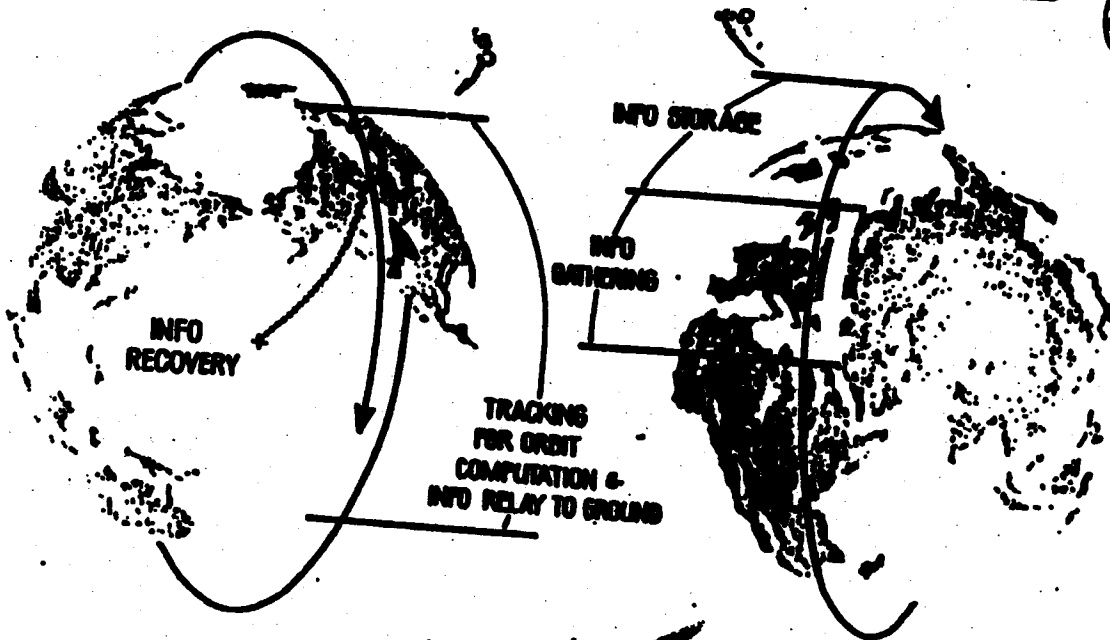 INFO STORAGE
INFO
GATHERING
INFO
RECOVERY
TRACKING
FOR ORBIT
COMPUTATION &
INFO RELAY TO GROUND